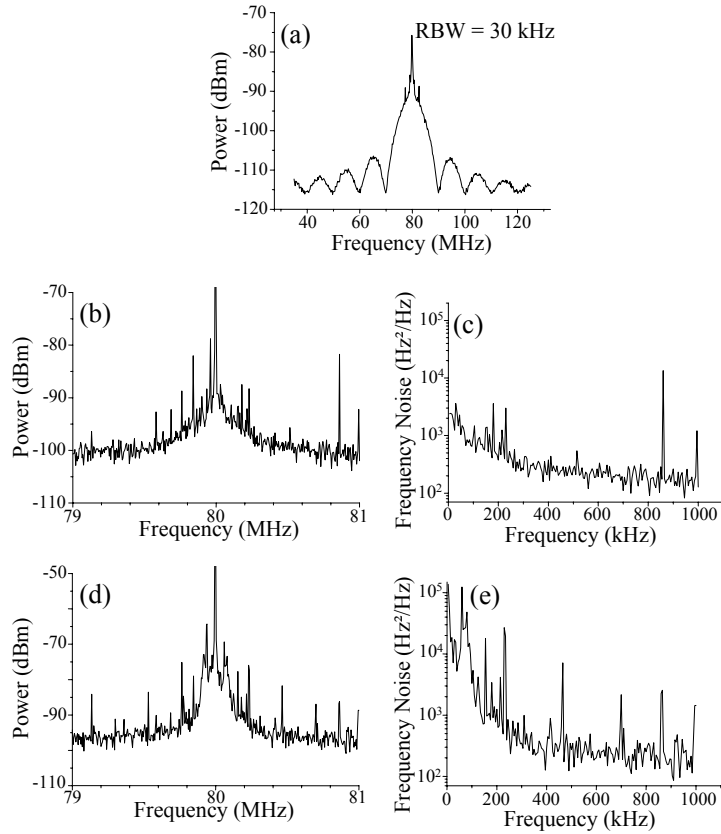 (a)
RBW = 30 kHz
-70
-80
-90
-100
-110
-120
Power (dBm)
40 60 80 100 120
Frequency (MHz)
(b)
-70
-80
-90
-100
-110
Power (dBm)
79 80 81
Frequency (MHz)
(c)
10⁵
10⁴
10³
10²
Frequency Noise (Hz²/Hz)
0 200 400 600 800 1000
Frequency (kHz)
(d)
-50
-70
-90
-110
Power (dBm)
79 80 81
Frequency (MHz)
(e)
10⁵
10⁴
10³
10²
Frequency Noise (Hz²/Hz)
0 200 400 600 800 1000
Frequency (kHz)